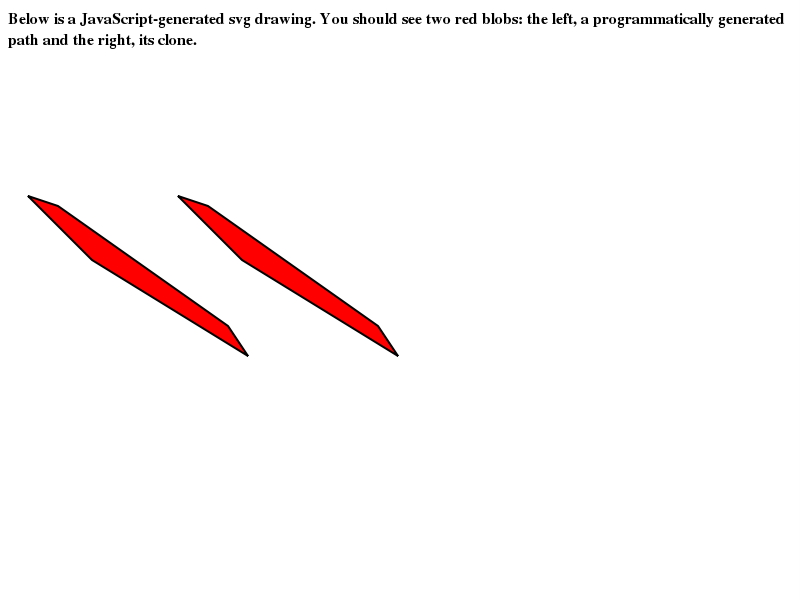 Below is a JavaScript-generated svg drawing. You should see two red blobs: the left, a programmatically generated
path and the right, its clone.